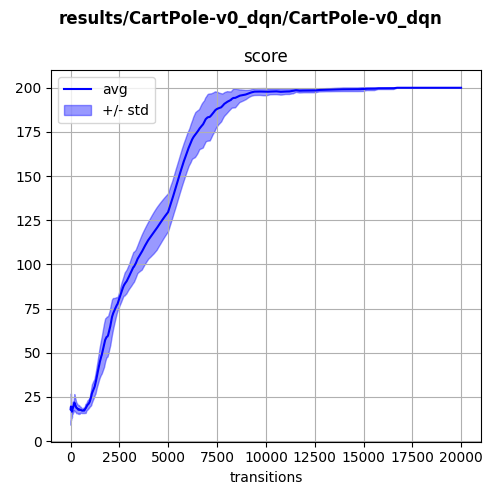 results/CartPole-v0_dqn/CartPole-v0_dqn
score
avg
+/- std
200
175
150
125
100
75
50
25
0
0 2500 5000 7500 10000 12500 15000 17500 20000
transitions